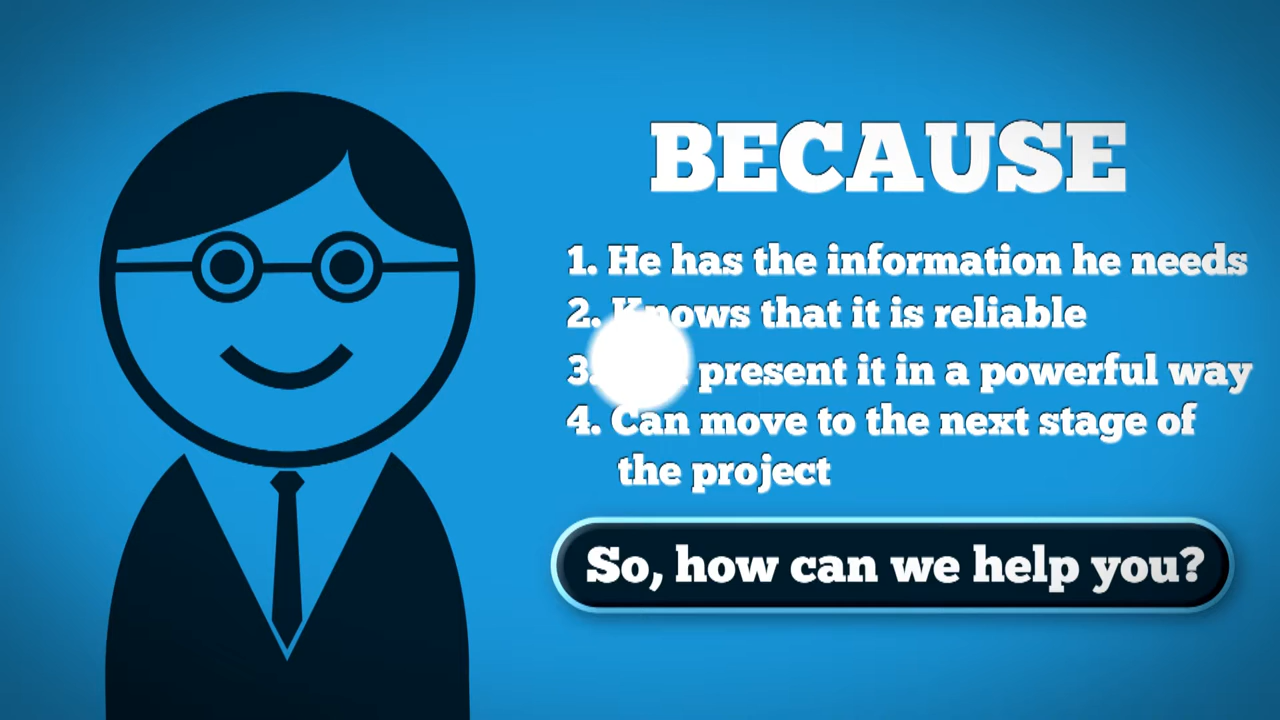 BECAUSE
1. He has the information he needs
2. Knows that it is reliable
3. present it in a powerful way
4. Can move to the next stage of
the project
So, how can we help you?